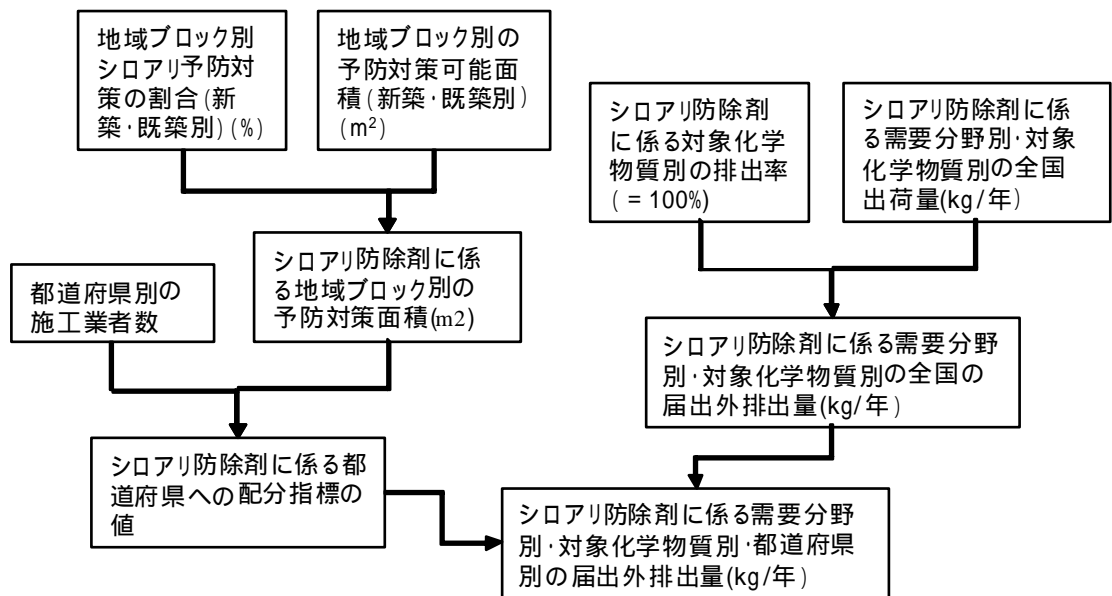 地域ブロック別
シロアリ予防対
策の割合(新
築・既築別)(%)
地域ブロック別の
予防対策可能面
積(新築・既築別)
(m²)
シロアリ防除剤
に係る対象化学
物質別の排出率
(=100%)
シロアリ防除剤に係
る需要分野別・対象
化学物質別の全国
出荷量(kg/年)
都道府県別の
施工業者数
シロアリ防除剤に係
る地域ブロック別の
予防対策面積(m2)
シロアリ防除剤に係る需要分野
別・対象化学物質別の全国の
届出外排出量(kg/年)
シロアリ防除剤に係る都
道府県への配分指標の
値
シロアリ防除剤に係る需要分野
別・対象化学物質別・都道府県
別の届出外排出量(kg/年)